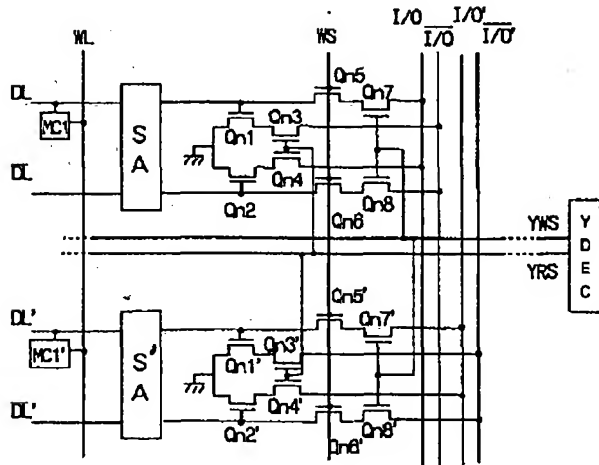 I/O I/O'
WL WS I/O I/O'
DL Qn5 Qn7
MC1 S A Qn1 Qn3
DL Qn4
Qn2 Qn6 Qn8
YWS
YRS
Y DEC
DL' Qn5' Qn7'
MC1' S' A Qn1' Qn3'
DL' Qn4'
Qn2' Qn6' Qn8'